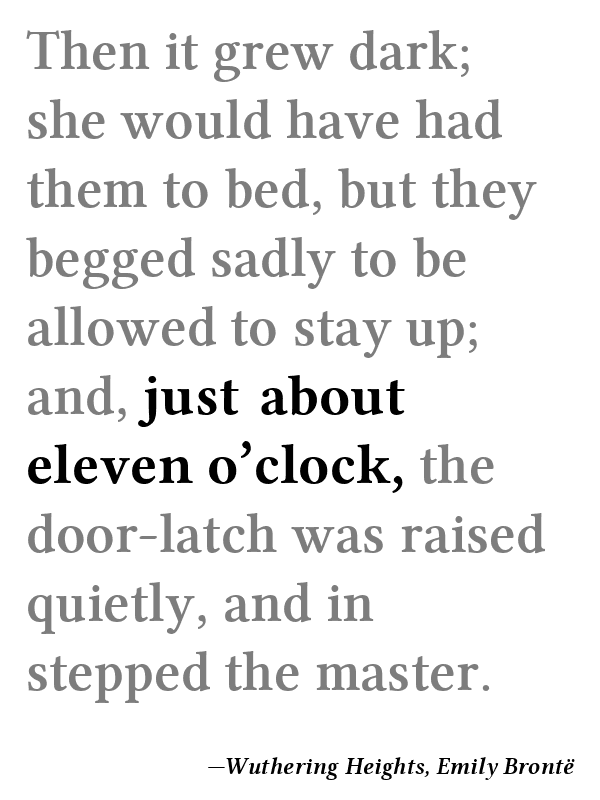 Then it grew dark;
she would have had
them to bed, but they
begged sadly to be
allowed to stay up;
and, just about
eleven o’clock, the
door-latch was raised
quietly, and in
stepped the master.
—Wuthering Heights, Emily Brontë